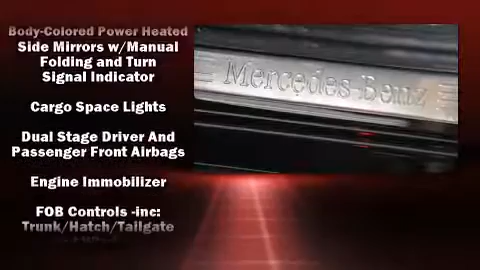 Body-Colored Power Heated
Side Mirrors w/Manual
Folding and Turn
Signal Indicator
Cargo Space Lights
Dual Stage Driver And
Passenger Front Airbags
Engine Immobilizer
FOB Controls -inc:
Trunk/Hatch/Tailgate
Mercedes-Benz